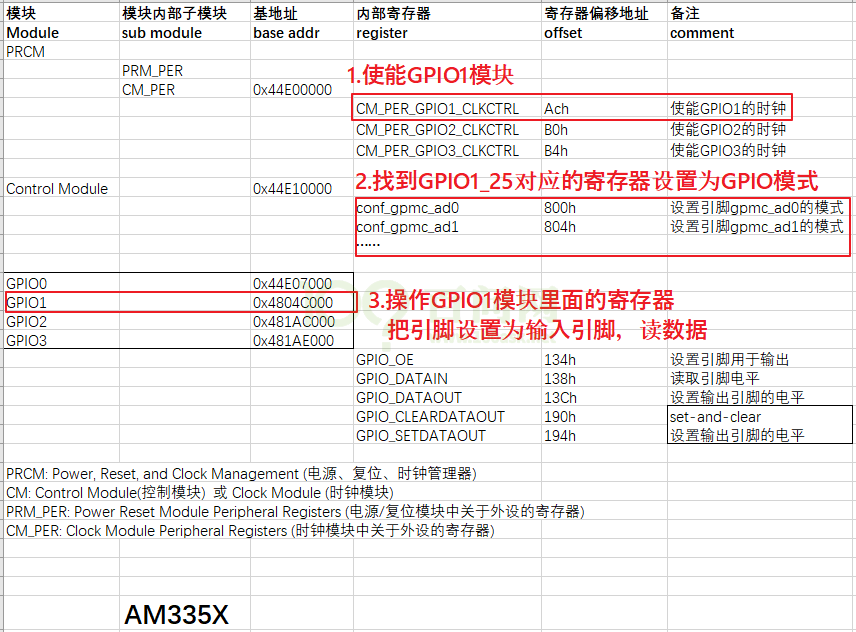 模块 模块内部子模块 基地址 内部寄存器 寄存器偏移地址 备注
Module sub module base addr register offset comment
PRCM
PRM_PER
CM_PER 0x44E00000
1.使能GPIO1模块
CM_PER_GPIO1_CLKCTRL Ach 使能GPIO1的时钟
CM_PER_GPIO2_CLKCTRL B0h 使能GPIO2的时钟
CM_PER_GPIO3_CLKCTRL B4h 使能GPIO3的时钟
Control Module 0x44E10000
2.找到GPIO1_25对应的寄存器设置为GPIO模式
conf_gpmc_ad0 800h 设置引脚gpmc_ad0的模式
conf_gpmc_ad1 804h 设置引脚gpmc_ad1的模式
……
GPIO0 0x44E07000
GPIO1 0x4804C000
GPIO2 0x481AC000
GPIO3 0x481AE000
3.操作GPIO1模块里面的寄存器
把引脚设置为输入引脚，读数据
GPIO_OE 134h 设置引脚用于输出
GPIO_DATAIN 138h 读取引脚电平
GPIO_DATAOUT 13Ch 设置输出引脚的电平
GPIO_CLEARDATAOUT 190h set-and-clear
GPIO_SETDATAOUT 194h 设置输出引脚的电平
PRCM: Power, Reset, and Clock Management (电源、复位、时钟管理器)
CM: Control Module(控制模块) 或 Clock Module (时钟模块)
PRM_PER: Power Reset Module Peripheral Registers (电源/复位模块中关于外设的寄存器)
CM_PER: Clock Module Peripheral Registers (时钟模块中关于外设的寄存器)
AM335X